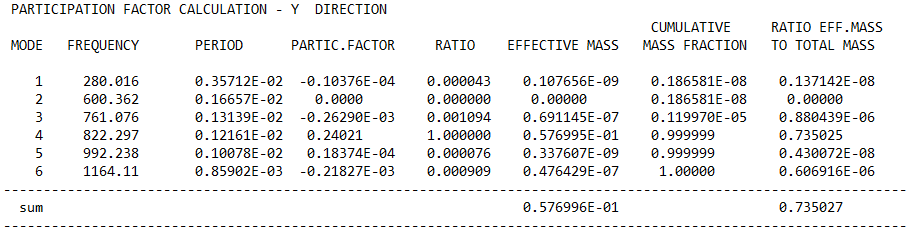 PARTICIPATION FACTOR CALCULATION - Y  DIRECTION
                                                                                CUMULATIVE     RATIO EFF.MASS
MODE   FREQUENCY       PERIOD      PARTIC.FACTOR     RATIO    EFFECTIVE MASS   MASS FRACTION   TO TOTAL MASS
   1     280.016       0.35712E-02  -0.10376E-04    0.000043    0.107656E-09    0.186581E-08    0.137142E-08
   2     600.362       0.16657E-02    0.0000        0.000000     0.00000        0.186581E-08     0.00000
   3     761.076       0.13139E-02  -0.26290E-03    0.001094    0.691145E-07    0.119970E-05    0.880439E-06
   4     822.297       0.12161E-02   0.24021        1.000000    0.576995E-01    0.999999        0.735025
   5     992.238       0.10078E-02   0.18374E-04    0.000076    0.337609E-09    0.999999        0.430072E-08
   6     1164.11       0.85902E-03  -0.21827E-03    0.000909    0.476429E-07     1.00000        0.606916E-06
-----------------------------------------------------------------------------------------------------------------
  sum                                                           0.576996E-01                    0.735027
-----------------------------------------------------------------------------------------------------------------